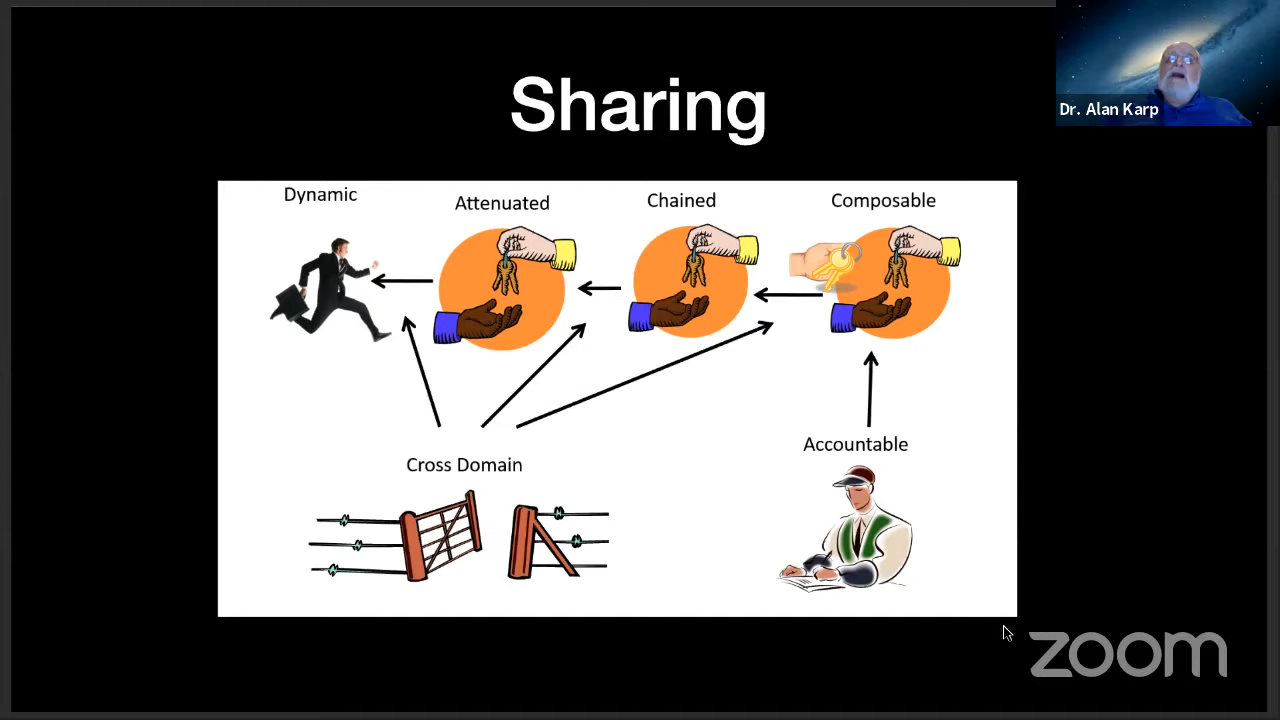 Sharing
Dr. Alan Karp
Dynamic
Attenuated
Chained
Composable
Cross Domain
Accountable
zoom